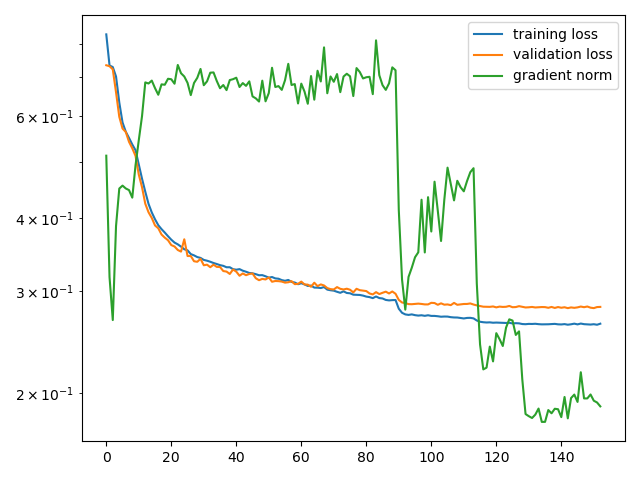 training loss
validation loss
gradient norm
6 × 10⁻¹
4 × 10⁻¹
3 × 10⁻¹
2 × 10⁻¹
0 20 40 60 80 100 120 140